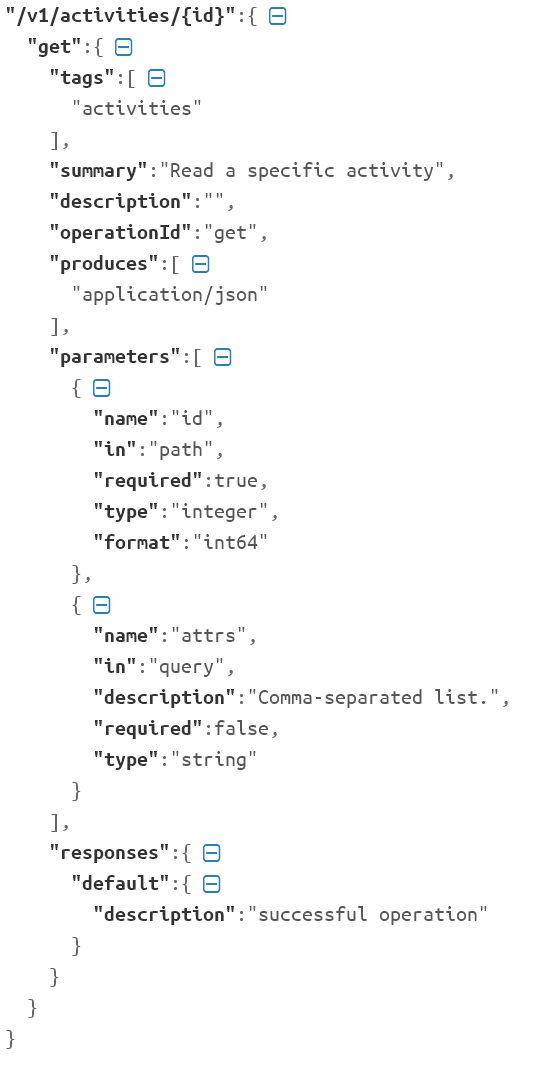 "/v1/activities/{id}":{
"get":{
"tags":[
"activities"
],
"summary":"Read a specific activity",
"description":"",
"operationId":"get",
"produces":[
"application/json"
],
"parameters":[
{
"name":"id",
"in":"path",
"required":true,
"type":"integer",
"format":"int64"
},
{
"name":"attrs",
"in":"query",
"description":"Comma-separated list.",
"required":false,
"type":"string"
}
],
"responses":{
"default":{
"description":"successful operation"
}
}
}
}